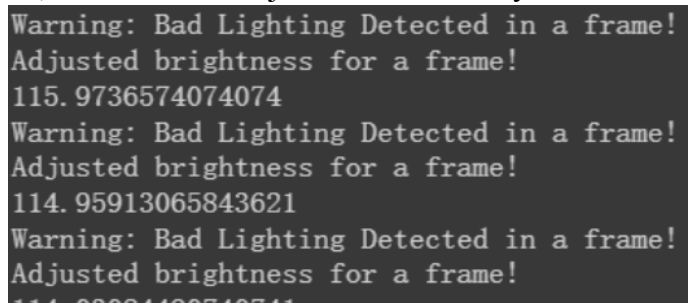 Warning: Bad Lighting Detected in a frame!
Adjusted brightness for a frame!
115.9736574074074
Warning: Bad Lighting Detected in a frame!
Adjusted brightness for a frame!
114.95913065843621
Warning: Bad Lighting Detected in a frame!
Adjusted brightness for a frame!